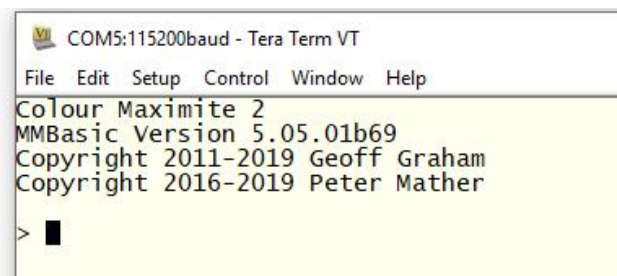 COM5:115200baud - Tera Term VT
File Edit Setup Control Window Help
Colour Maximite 2
MMBasic Version 5.05.01b69
Copyright 2011-2019 Geoff Graham
Copyright 2016-2019 Peter Mather
>